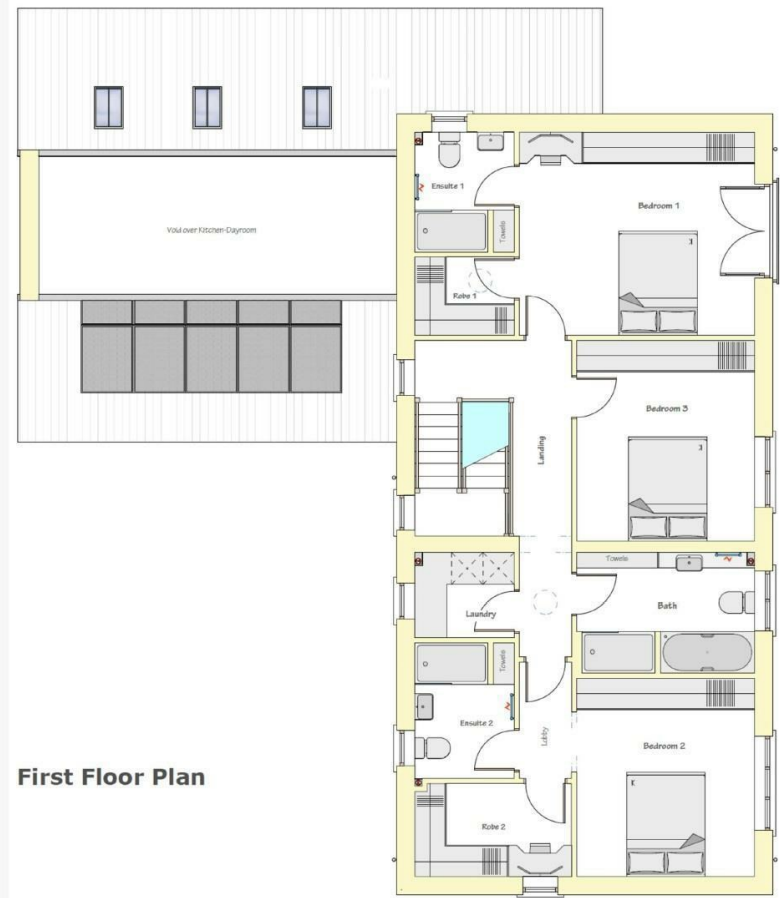 Ensuite 1
Towels
Bedroom 1
Void over Kitchen-Dayroom
Robe 1
Bedroom 3
Landing
Towels
Laundry
Bath
Towels
Ensuite 2
Lobby
Bedroom 2
First Floor Plan
Robe 2